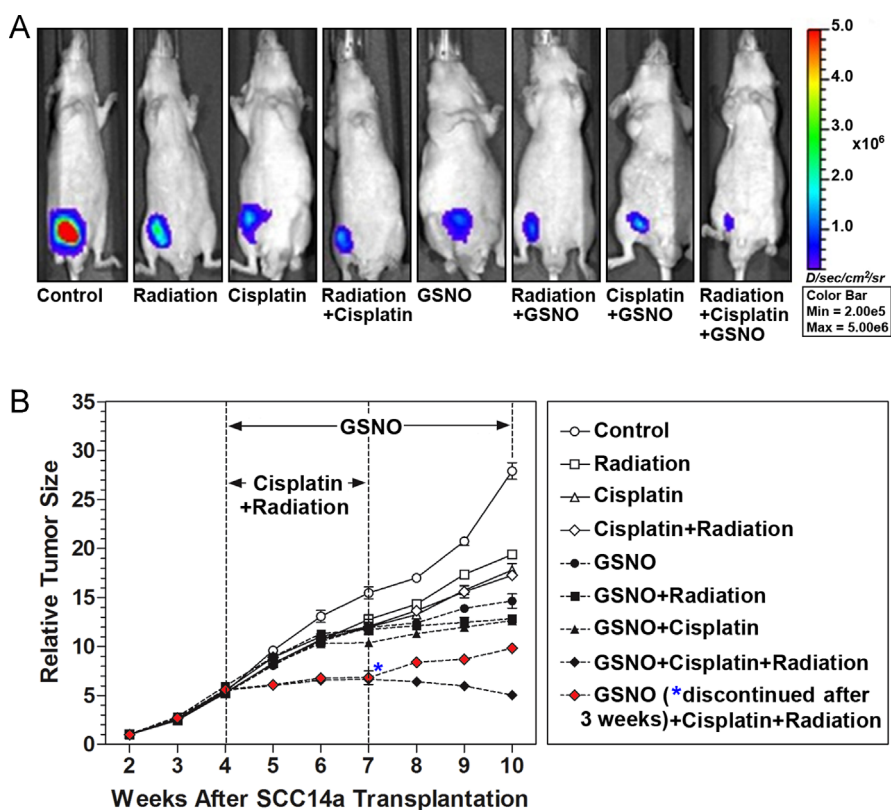 A
Control
Radiation
Cisplatin
Radiation
+Cisplatin
GSNO
Radiation
+GSNO
Cisplatin
+GSNO
Radiation
+Cisplatin
+GSNO
5.0
4.0
3.0
x10⁶
2.0
1.0
D/sec/cm²/sr
Color Bar
Min = 2.00e5
Max = 5.00e6
B
Relative Tumor Size
35
30
25
20
15
10
5
0
GSNO
Cisplatin
+Radiation
*
2 3 4 5 6 7 8 9 10
Weeks After SCC14a Transplantation
Control
Radiation
Cisplatin
Cisplatin+Radiation
GSNO
GSNO+Radiation
GSNO+Cisplatin
GSNO+Cisplatin+Radiation
GSNO (*discontinued after
3 weeks)+Cisplatin+Radiation